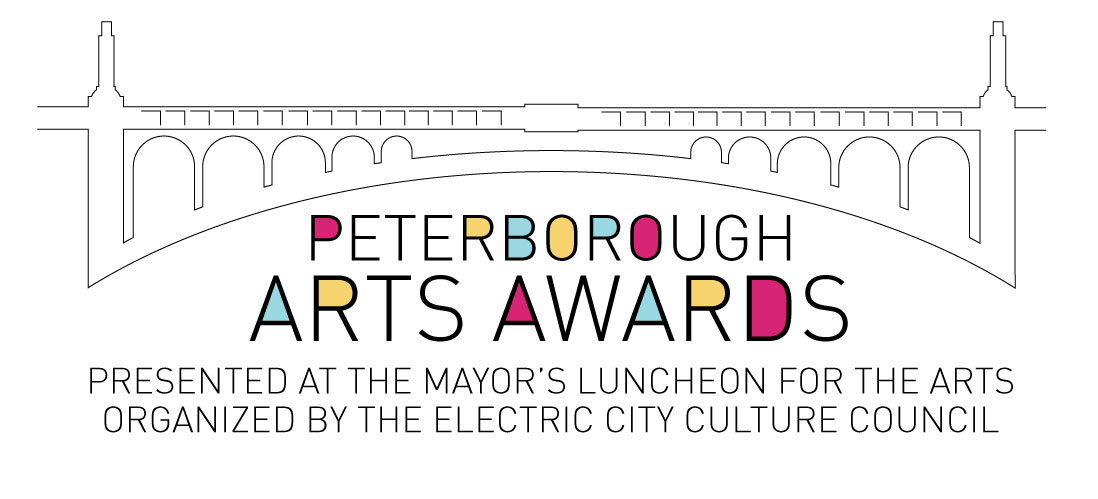 PETERBOROUGH
ARTS AWARDS
PRESENTED AT THE MAYOR'S LUNCHEON FOR THE ARTS
ORGANIZED BY THE ELECTRIC CITY CULTURE COUNCIL